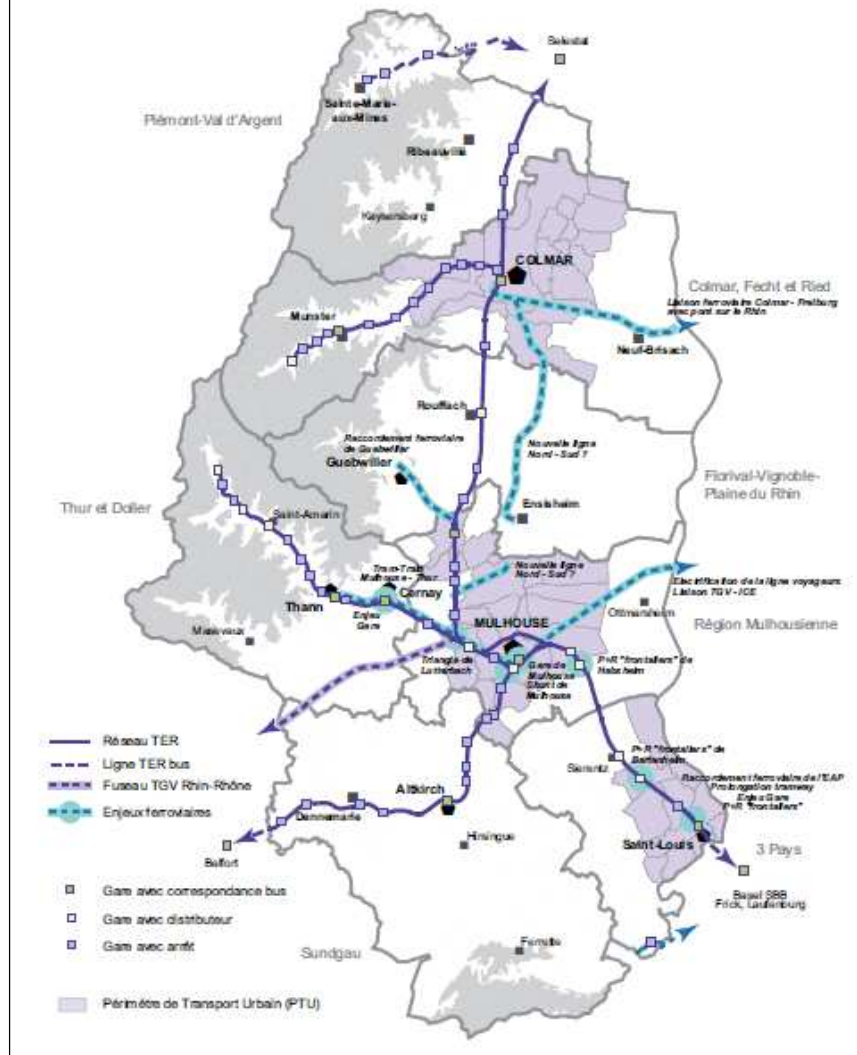 Selestat
Sainte-Marie-
aux-Mines
Piémont-Val d'Argent
Ribeauvillé
Kaysersberg
COLMAR
Colmar, Fecht et Ried
Liaison ferroviaire Colmar - Freiburg
avec pont sur le Rhin
Munster
Neuf-Brisach
Rouffach
Raccordement ferroviaire
de Guebwiller
Guebwiller
Nouvelle ligne
Nord - Sud ?
Florival-Vignoble-
Plaine du Rhin
Thur et Doller
Ensisheim
Saint-Amarin
Tram-Train
Mulhouse - Thur
Nouvelle ligne
Nord - Sud ?
Electrification de la ligne voyageurs
Liaison TGV - ICE
Cernay
Thann
Enjeu
Gare
Ottmarsheim
MULHOUSE
Région Mulhousienne
Masevaux
Triangle de
Lutterbach
Gare de
Mulhouse
Shunt de
Mulhouse
P+R "frontaliers" de
Habsheim
Réseau TER
Ligne TER bus
Fuseau TGV Rhin-Rhône
Enjeux ferroviaires
Sierentz
P+R "frontaliers" de
Bartenheim
Raccordement ferroviaire de l'EAP
Prolongation tramway
Enjeu Gare
P+R "frontaliers"
Altkirch
Dannemarie
Hirsingue
Saint-Louis
3 Pays
Belfort
Basel SBB
Frick, Laufenburg
Gare avec correspondance bus
Gare avec distributeur
Gare avec arrêt
Sundgau
Ferrette
Périmètre de Transport Urbain (PTU)